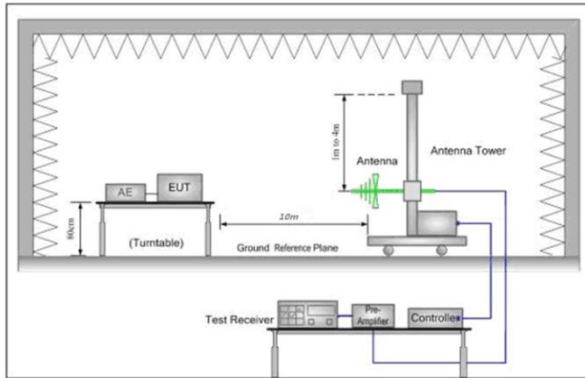 1m to 4m
Antenna
Antenna Tower
AE
EUT
80cm
(Turntable)
10m
Ground Reference Plane
Test Receiver
Pre-
Amplifier
Controller